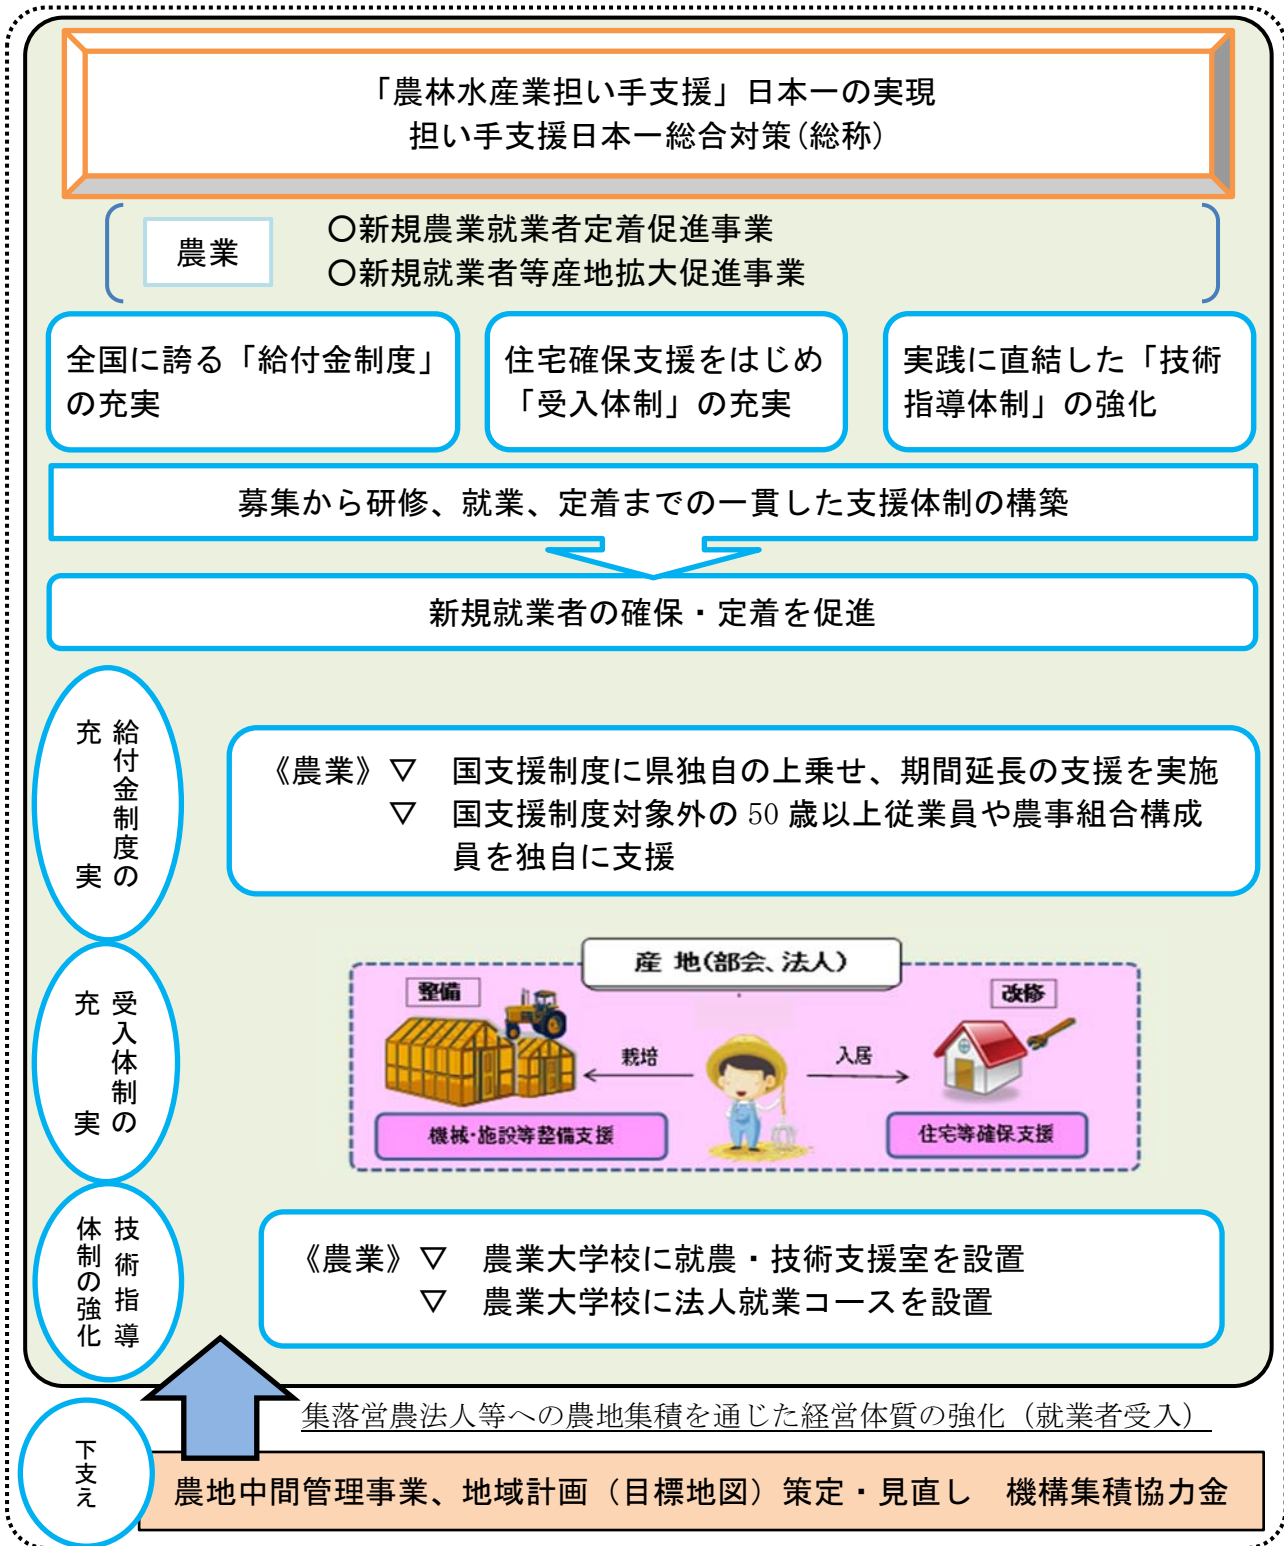 「農林水産業担い手支援」日本一の実現
担い手支援日本一総合対策(総称)
農業
〇新規農業就業者定着促進事業
〇新規就業者等産地拡大促進事業
全国に誇る「給付金制度」
の充実
住宅確保支援をはじめ
「受入体制」の充実
実践に直結した「技術
指導体制」の強化
募集から研修、就業、定着までの一貫した支援体制の構築
新規就業者の確保・定着を促進
給付金制度の
充実
《農業》▽ 国支援制度に県独自の上乗せ、期間延長の支援を実施
▽ 国支援制度対象外の 50 歳以上従業員や農事組合構成
員を独自に支援
受入体制の
充実
産 地(部会、法人)
整備
改修
栽培
入居
機械・施設等整備支援
住宅等確保支援
技術指導
体制の強化
《農業》▽ 農業大学校に就農・技術支援室を設置
▽ 農業大学校に法人就業コースを設置
集落営農法人等への農地集積を通じた経営体質の強化（就業者受入）
下支え
農地中間管理事業、地域計画（目標地図）策定・見直し 機構集積協力金